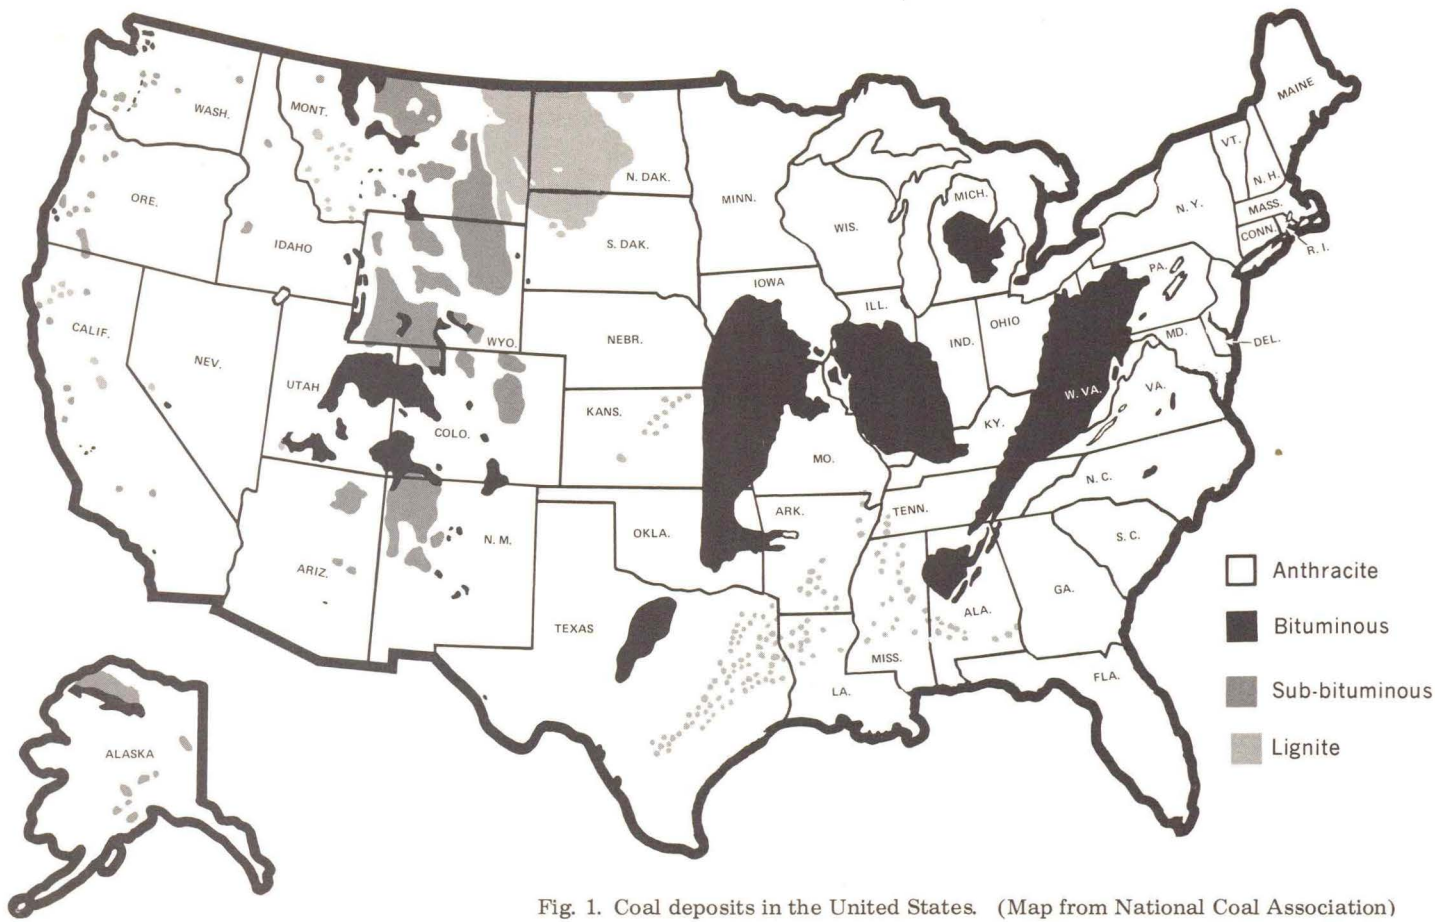 MAINE
WASH.
MONT.
VT.
N. DAK.
N. H.
MINN.
MICH.
ORE.
N. Y.
MASS.
WIS.
CONN.
R. I.
IDAHO
S. DAK.
PA.
IOWA
ILL.
OHIO
CALIF.
MD.
NEV.
WYO.
NEBR.
IND.
DEL.
UTAH
W. VA.
VA.
KANS.
COLO.
KY.
MO.
N. C.
ARK.
TENN.
OKLA.
N. M.
S. C.
ARIZ.
Anthracite
GA.
ALA.
TEXAS
Bituminous
MISS.
FLA.
LA.
Sub-bituminous
ALASKA
Lignite
Fig. 1. Coal deposits in the United States. (Map from National Coal Association)